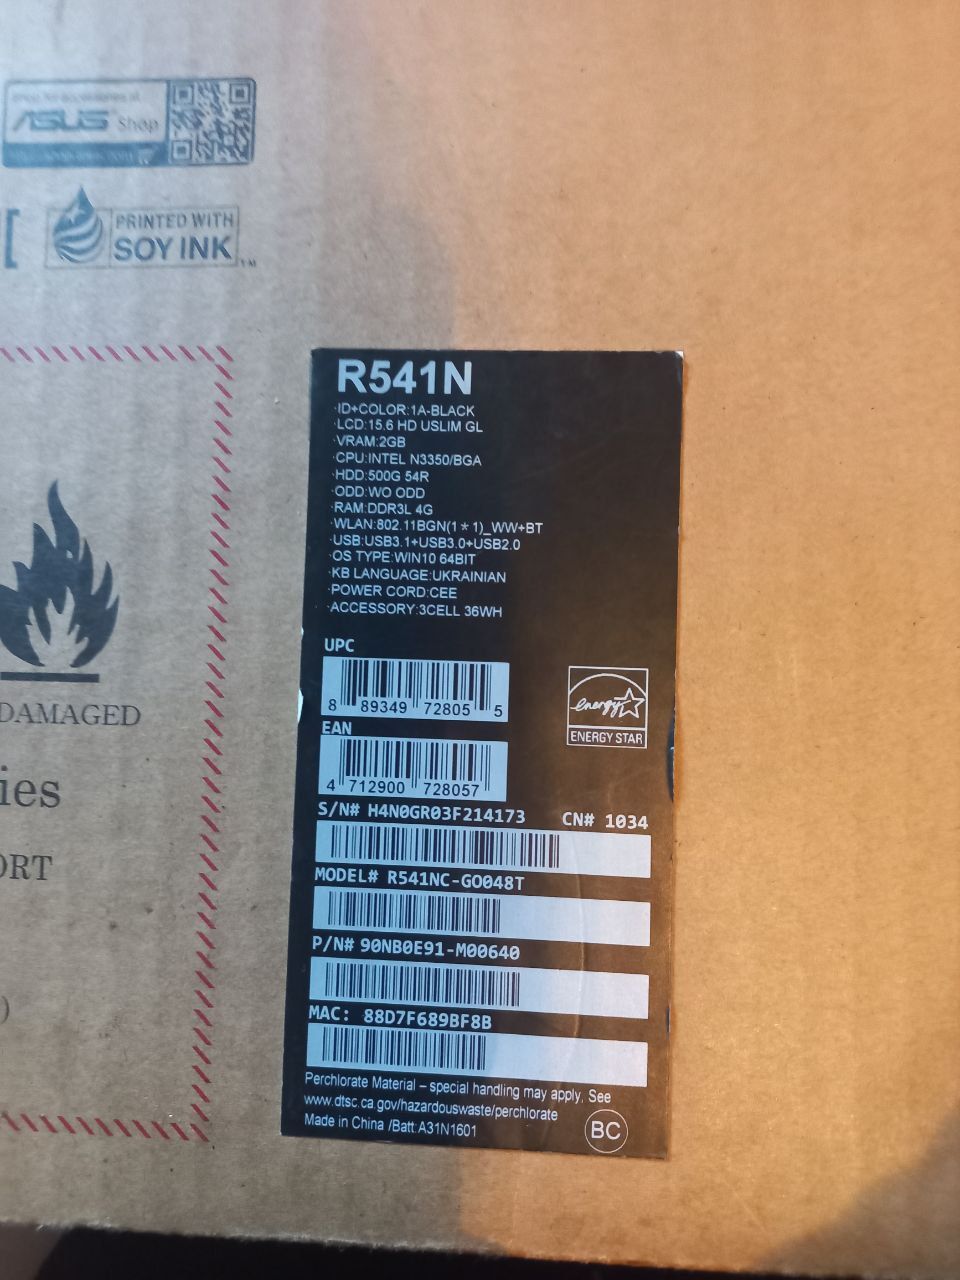 ASUS Shop
PRINTED WITH
SOY INK
TM
R541N
·ID+COLOR:1A-BLACK
·LCD:15.6 HD USLIM GL
·VRAM:2GB
·CPU:INTEL N3350/BGA
·HDD:500G 54R
·ODD:WO ODD
·RAM:DDR3L 4G
·WLAN:802.11BGN(1*1)_WW+BT
·USB:USB3.1+USB3.0+USB2.0
·OS TYPE:WIN10 64BIT
·KB LANGUAGE:UKRAINIAN
·POWER CORD:CEE
·ACCESSORY:3CELL 36WH
UPC
8 89349 72805 5
EAN
4 712900 728057
energy
ENERGY STAR
S/N# H4N0GR03F214173 CN# 1034
MODEL# R541NC-GO048T
P/N# 90NB0E91-M00640
MAC: 88D7F689BF8B
Perchlorate Material – special handling may apply, See
www.dtsc.ca.gov/hazardouswaste/perchlorate
Made in China /Batt:A31N1601
BC
DAMAGED
ies
ORT
)